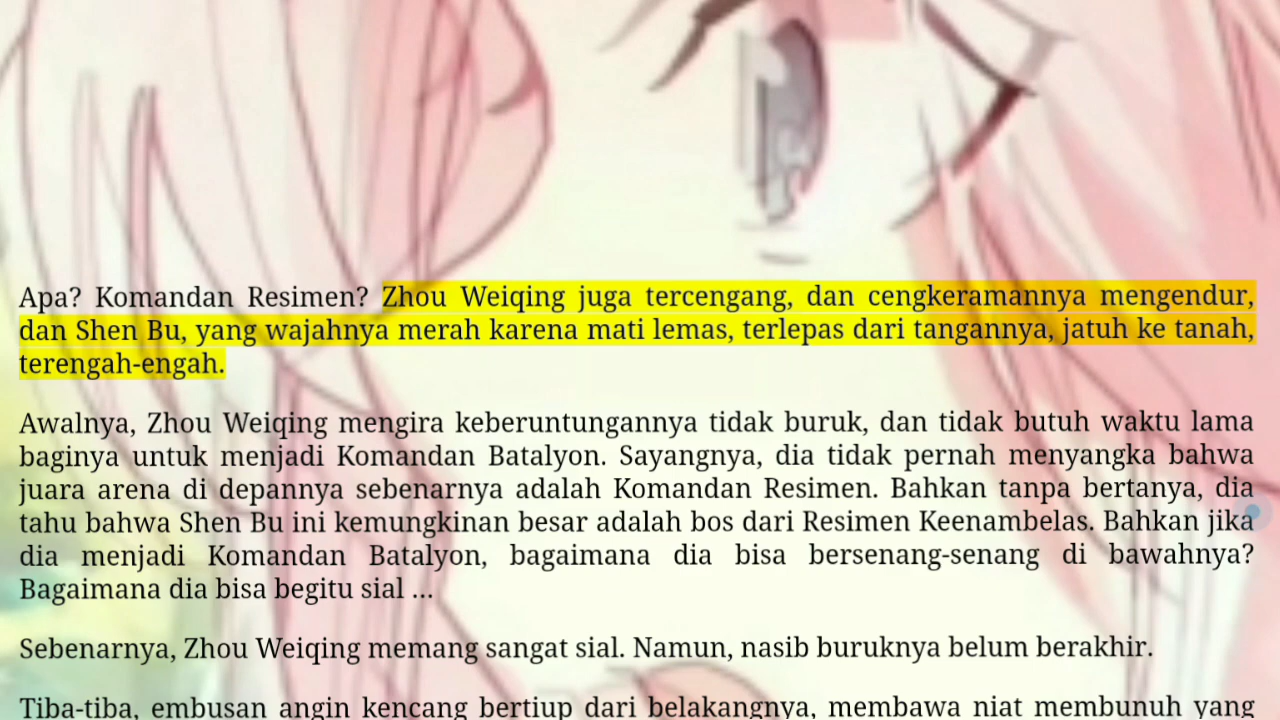 Apa? Komandan Resimen? Zhou Weiqing juga tercengang, dan cengkeramannya mengendur,
dan Shen Bu, yang wajahnya merah karena mati lemas, terlepas dari tangannya, jatuh ke tanah,
terengah-engah.
Awalnya, Zhou Weiqing mengira keberuntungannya tidak buruk, dan tidak butuh waktu lama
baginya untuk menjadi Komandan Batalyon. Sayangnya, dia tidak pernah menyangka bahwa
juara arena di depannya sebenarnya adalah Komandan Resimen. Bahkan tanpa bertanya, dia
tahu bahwa Shen Bu ini kemungkinan besar adalah bos dari Resimen Keenambelas. Bahkan jika
dia menjadi Komandan Batalyon, bagaimana dia bisa bersenang-senang di bawahnya?
Bagaimana dia bisa begitu sial ...
Sebenarnya, Zhou Weiqing memang sangat sial. Namun, nasib buruknya belum berakhir.
Tiba-tiba, embusan angin kencang bertiup dari belakangnya, membawa niat membunuh yang